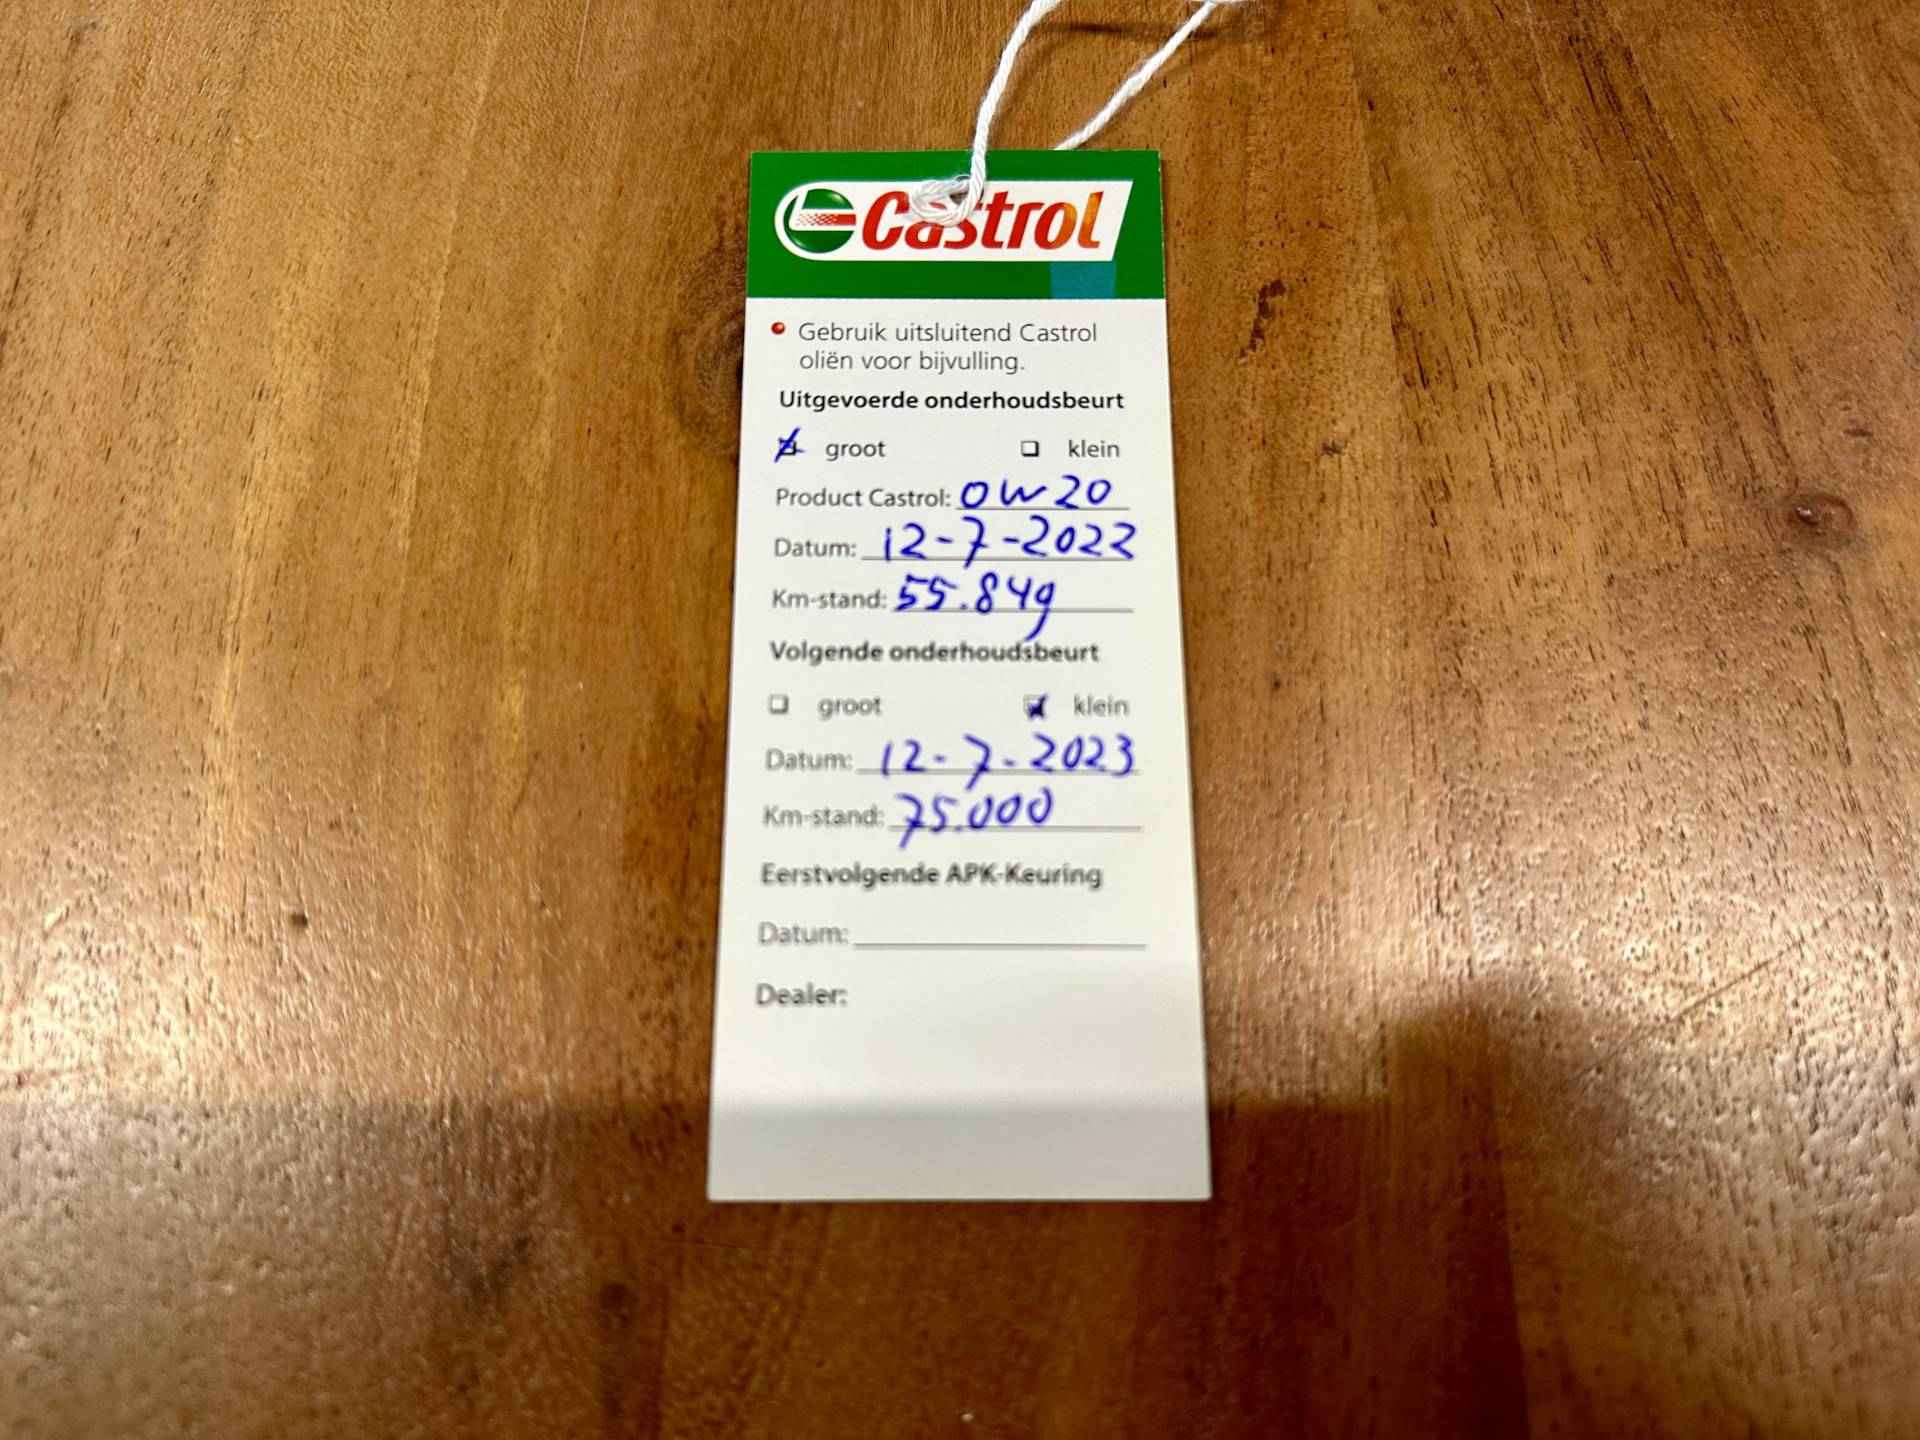 Castrol
Gebruik uitsluitend Castrol
oliën voor bijvulling.
Uitgevoerde onderhoudsbeurt
groot klein
Product Castrol: 0W20
Datum: 12-7-2022
Km-stand: 55.849
Volgende onderhoudsbeurt
groot klein
Datum: 12-7-2023
Km-stand: 75.000
Eerstvolgende APK-Keuring
Datum:
Dealer: